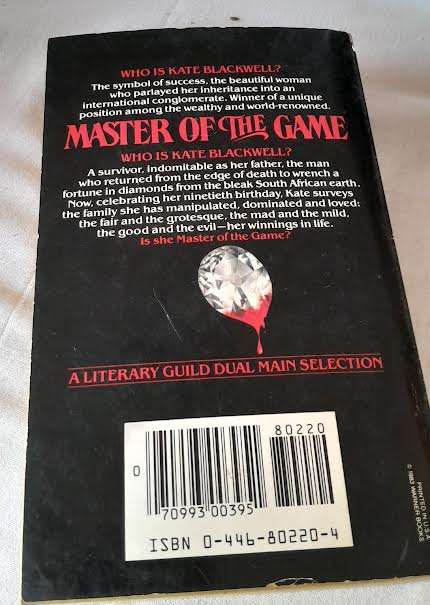 WHO IS KATE BLACKWELL?
The symbol of success, the beautiful woman
who parlayed her inheritance into an
international conglomerate. Winner of a unique
position among the wealthy and world-renowned.
MASTER OF THE GAME
WHO IS KATE BLACKWELL?
A survivor, indomitable as her father, the man
who returned from the edge of death to wrench a
fortune in diamonds from the bleak South African earth.
Now, celebrating her ninetieth birthday, Kate surveys
the family she has manipulated, dominated and loved:
the fair and the grotesque, the mad and the mild,
the good and the evil—her winnings in life.
Is she Master of the Game?
A LITERARY GUILD DUAL MAIN SELECTION
80220
0
70993 00395
ISBN 0-446-80220-4
PRINTED IN U.S.A.
© 1983 WARNER BOOKS